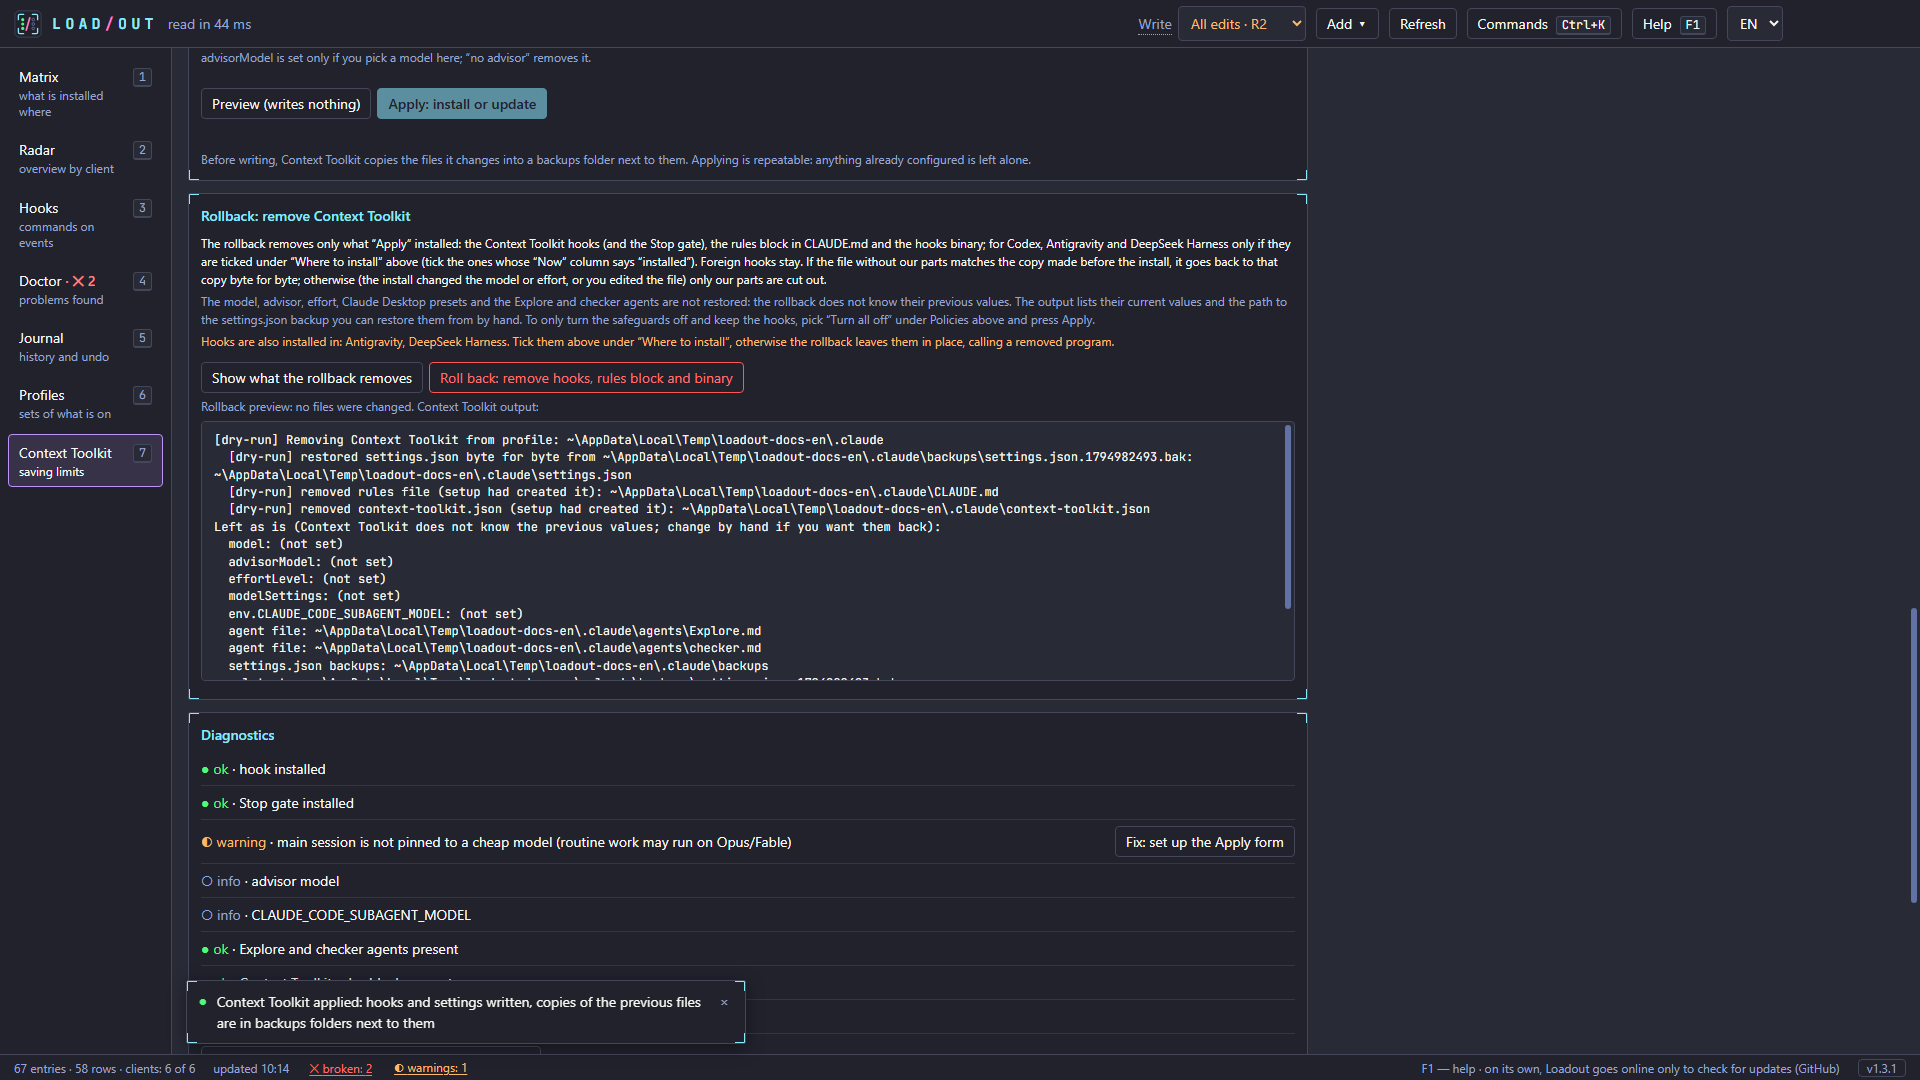 LOAD/OUT read in 44 ms
Write All edits · R2 Add ▾ Refresh Commands Ctrl+K Help F1 EN
Matrix 1
what is installed
where
Radar 2
overview by client
Hooks 3
commands on
events
Doctor · ✕ 2 4
problems found
Journal 5
history and undo
Profiles 6
sets of what is on
Context Toolkit 7
saving limits
advisorModel is set only if you pick a model here; “no advisor” removes it.
Preview (writes nothing) Apply: install or update
Before writing, Context Toolkit copies the files it changes into a backups folder next to them. Applying is repeatable: anything already configured is left alone.
Rollback: remove Context Toolkit
The rollback removes only what “Apply” installed: the Context Toolkit hooks (and the Stop gate), the rules block in CLAUDE.md and the hooks binary; for Codex, Antigravity and DeepSeek Harness only if they
are ticked under “Where to install” above (tick the ones whose “Now” column says “installed”). Foreign hooks stay. If the file without our parts matches the copy made before the install, it goes back to that
copy byte for byte; otherwise (the install changed the model or effort, or you edited the file) only our parts are cut out.
The model, advisor, effort, Claude Desktop presets and the Explore and checker agents are not restored: the rollback does not know their previous values. The output lists their current values and the path to
the settings.json backup you can restore them from by hand. To only turn the safeguards off and keep the hooks, pick “Turn all off” under Policies above and press Apply.
Hooks are also installed in: Antigravity, DeepSeek Harness. Tick them above under “Where to install”, otherwise the rollback leaves them in place, calling a removed program.
Show what the rollback removes Roll back: remove hooks, rules block and binary
Rollback preview: no files were changed. Context Toolkit output:
[dry-run] Removing Context Toolkit from profile: ~\AppData\Local\Temp\loadout-docs-en\.claude
[dry-run] restored settings.json byte for byte from ~\AppData\Local\Temp\loadout-docs-en\.claude\backups\settings.json.1794982493.bak:
~\AppData\Local\Temp\loadout-docs-en\.claude\settings.json
[dry-run] removed rules file (setup had created it): ~\AppData\Local\Temp\loadout-docs-en\.claude\CLAUDE.md
[dry-run] removed context-toolkit.json (setup had created it): ~\AppData\Local\Temp\loadout-docs-en\.claude\context-toolkit.json
Left as is (Context Toolkit does not know the previous values; change by hand if you want them back):
model: (not set)
advisorModel: (not set)
effortLevel: (not set)
modelSettings: (not set)
env.CLAUDE_CODE_SUBAGENT_MODEL: (not set)
agent file: ~\AppData\Local\Temp\loadout-docs-en\.claude\agents\Explore.md
agent file: ~\AppData\Local\Temp\loadout-docs-en\.claude\agents\checker.md
settings.json backups: ~\AppData\Local\Temp\loadout-docs-en\.claude\backups
Diagnostics
ok · hook installed
ok · Stop gate installed
warning · main session is not pinned to a cheap model (routine work may run on Opus/Fable) Fix: set up the Apply form
info · advisor model
info · CLAUDE_CODE_SUBAGENT_MODEL
ok · Explore and checker agents present
Context Toolkit applied: hooks and settings written, copies of the previous files ×
are in backups folders next to them
67 entries · 58 rows · clients: 6 of 6 updated 10:14 ✕ broken: 2 warnings: 1
F1 — help · on its own, Loadout goes online only to check for updates (GitHub) v1.3.1